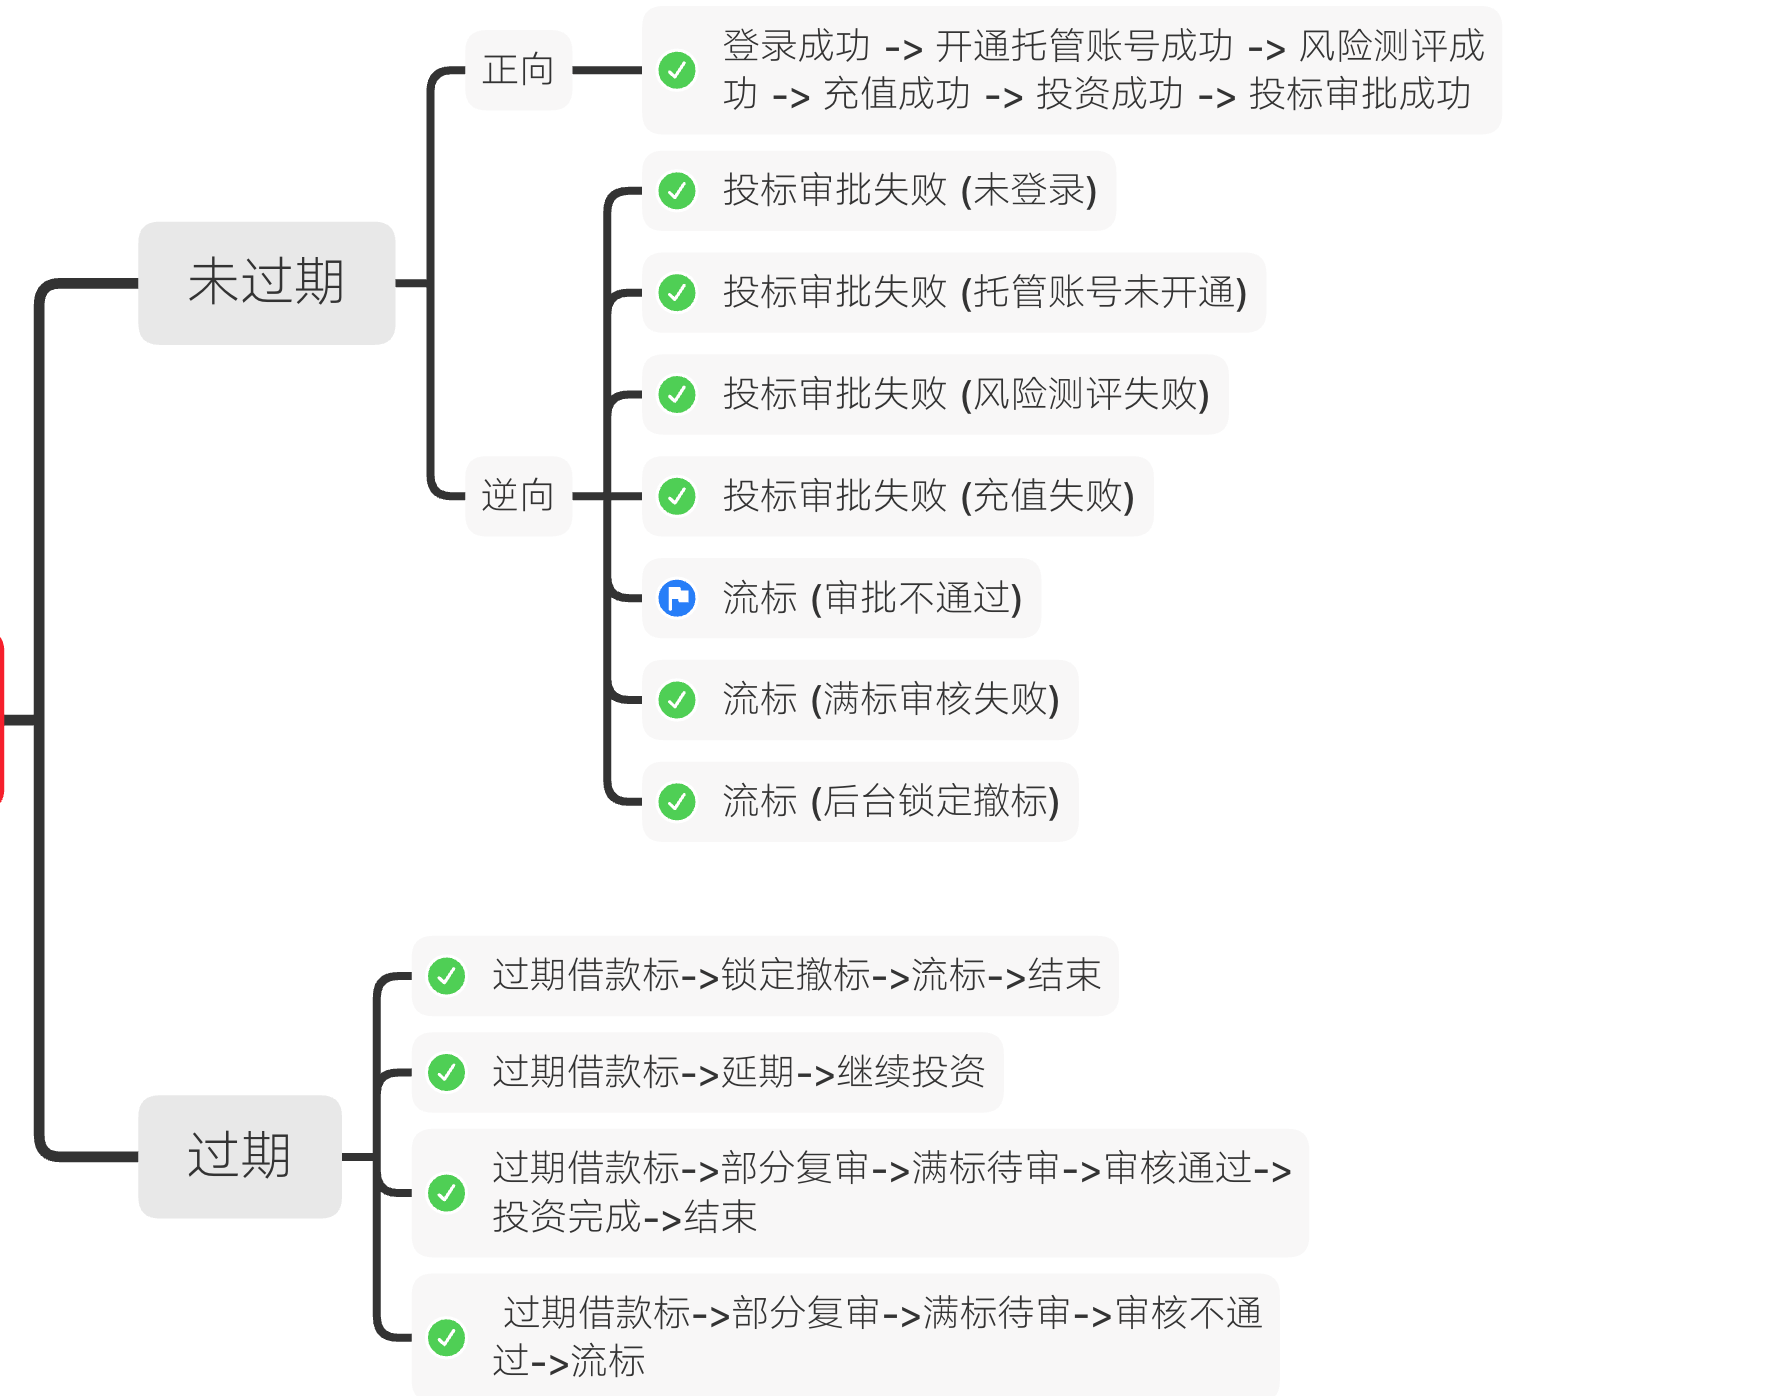 正向
登录成功 -> 开通托管账号成功 -> 风险测评成
功 -> 充值成功 -> 投资成功 -> 投标审批成功
未过期
逆向
投标审批失败 (未登录)
投标审批失败 (托管账号未开通)
投标审批失败 (风险测评失败)
投标审批失败 (充值失败)
流标 (审批不通过)
流标 (满标审核失败)
流标 (后台锁定撤标)
过期
过期借款标->锁定撤标->流标->结束
过期借款标->延期->继续投资
过期借款标->部分复审->满标待审->审核通过->
投资完成->结束
过期借款标->部分复审->满标待审->审核不通
过->流标